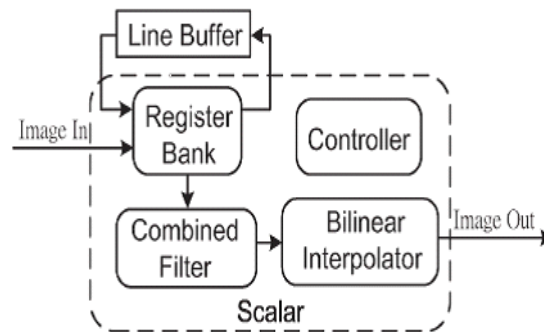 Line Buffer
Image In
Register
Bank
Controller
Combined
Filter
Bilinear
Interpolator
Image Out
Scalar